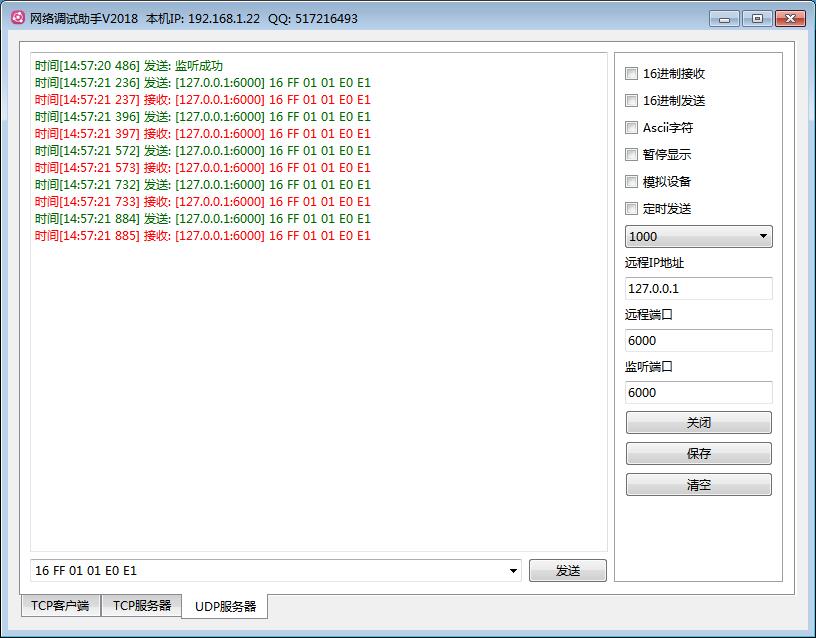 网络调试助手V2018 本机IP: 192.168.1.22 QQ: 517216493
时间[14:57:20 486] 发送: 监听成功
时间[14:57:21 236] 发送: [127.0.0.1:6000] 16 FF 01 01 E0 E1
时间[14:57:21 237] 接收: [127.0.0.1:6000] 16 FF 01 01 E0 E1
时间[14:57:21 396] 发送: [127.0.0.1:6000] 16 FF 01 01 E0 E1
时间[14:57:21 397] 接收: [127.0.0.1:6000] 16 FF 01 01 E0 E1
时间[14:57:21 572] 发送: [127.0.0.1:6000] 16 FF 01 01 E0 E1
时间[14:57:21 573] 接收: [127.0.0.1:6000] 16 FF 01 01 E0 E1
时间[14:57:21 732] 发送: [127.0.0.1:6000] 16 FF 01 01 E0 E1
时间[14:57:21 733] 接收: [127.0.0.1:6000] 16 FF 01 01 E0 E1
时间[14:57:21 884] 发送: [127.0.0.1:6000] 16 FF 01 01 E0 E1
时间[14:57:21 885] 接收: [127.0.0.1:6000] 16 FF 01 01 E0 E1
16 FF 01 01 E0 E1
发送
16进制接收
16进制发送
Ascii字符
暂停显示
模拟设备
定时发送
1000
远程IP地址
127.0.0.1
远程端口
6000
监听端口
6000
关闭
保存
清空
TCP客户端
TCP服务器
UDP服务器